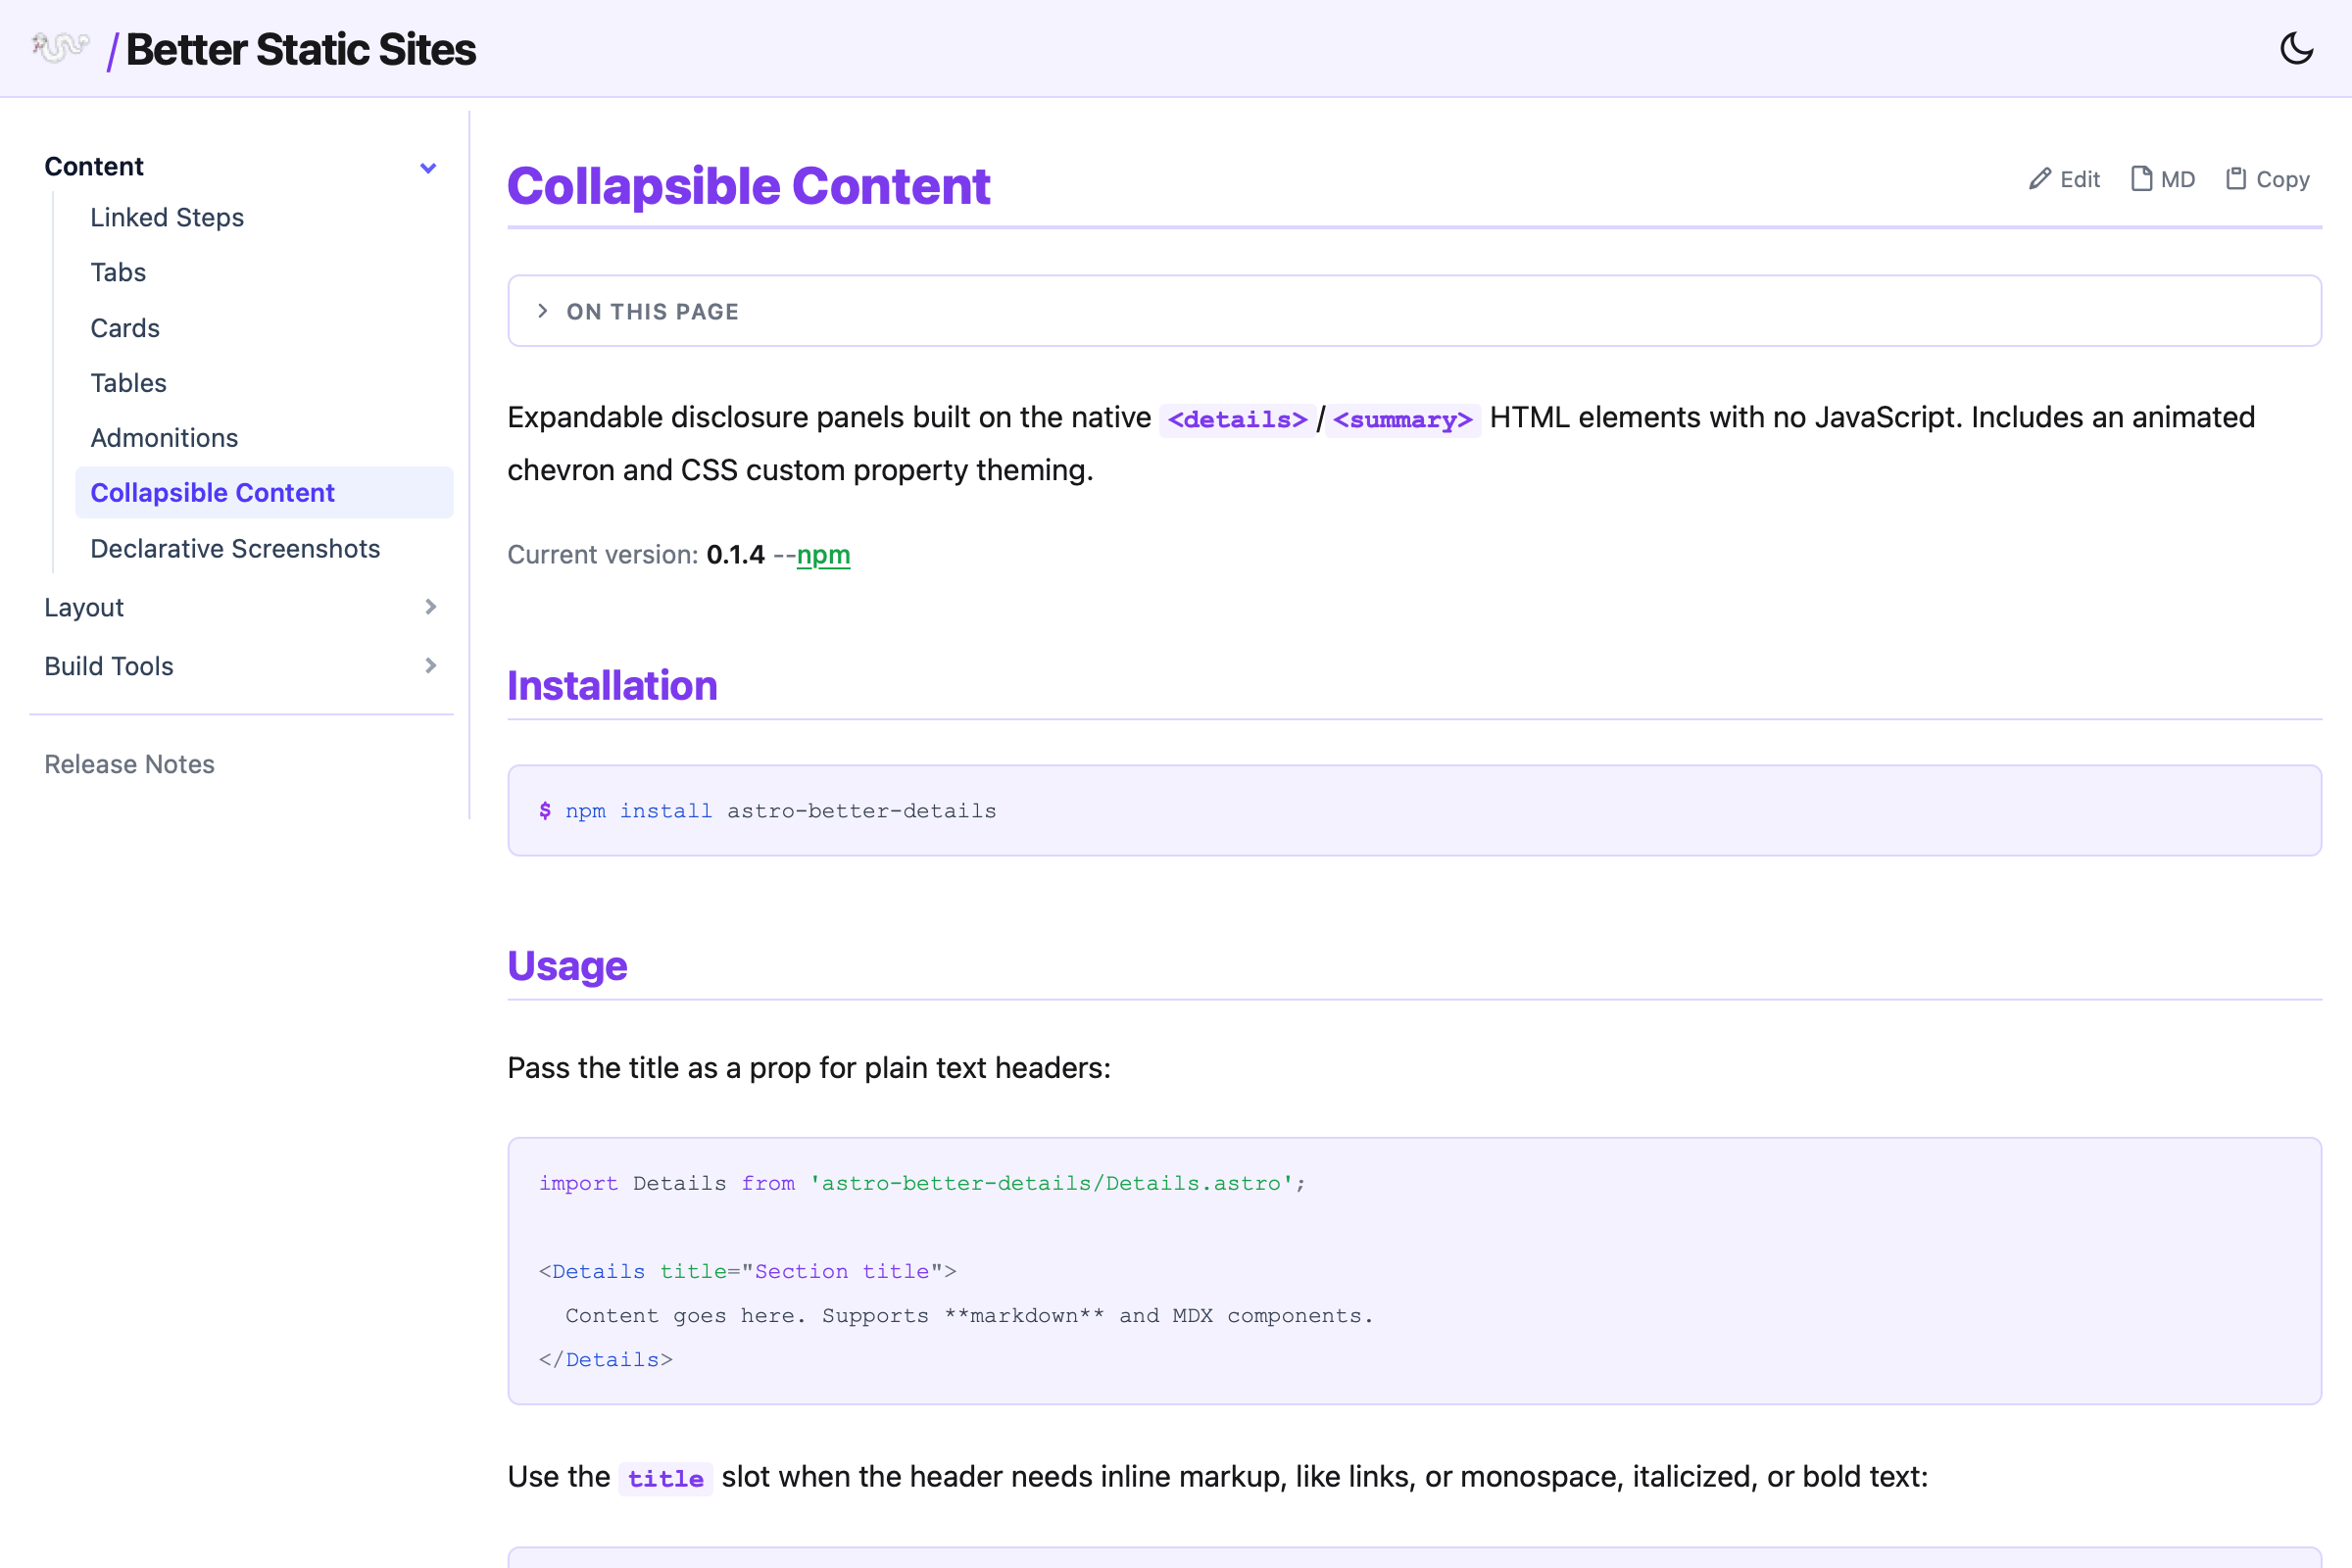 / Better Static Sites
Content
Linked Steps
Tabs
Cards
Tables
Admonitions
Collapsible Content
Declarative Screenshots
Layout
Build Tools
Release Notes
Collapsible Content
Edit MD Copy
ON THIS PAGE
Expandable disclosure panels built on the native <details>/<summary> HTML elements with no JavaScript. Includes an animated
chevron and CSS custom property theming.
Current version: 0.1.4 --npm
Installation
$ npm install astro-better-details
Usage
Pass the title as a prop for plain text headers:
import Details from 'astro-better-details/Details.astro';
<Details title="Section title">
  Content goes here. Supports **markdown** and MDX components.
</Details>
Use the title slot when the header needs inline markup, like links, or monospace, italicized, or bold text: